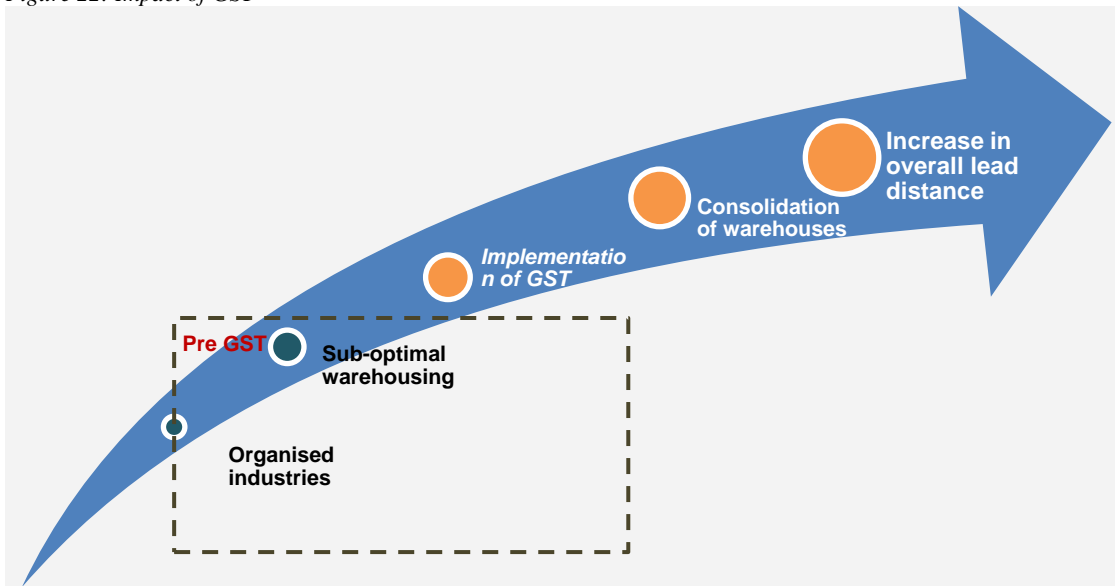 Increase in
overall lead
distance
Consolidation
of warehouses
Implementatio
n of GST
Pre GST
Sub-optimal
warehousing
Organised
industries